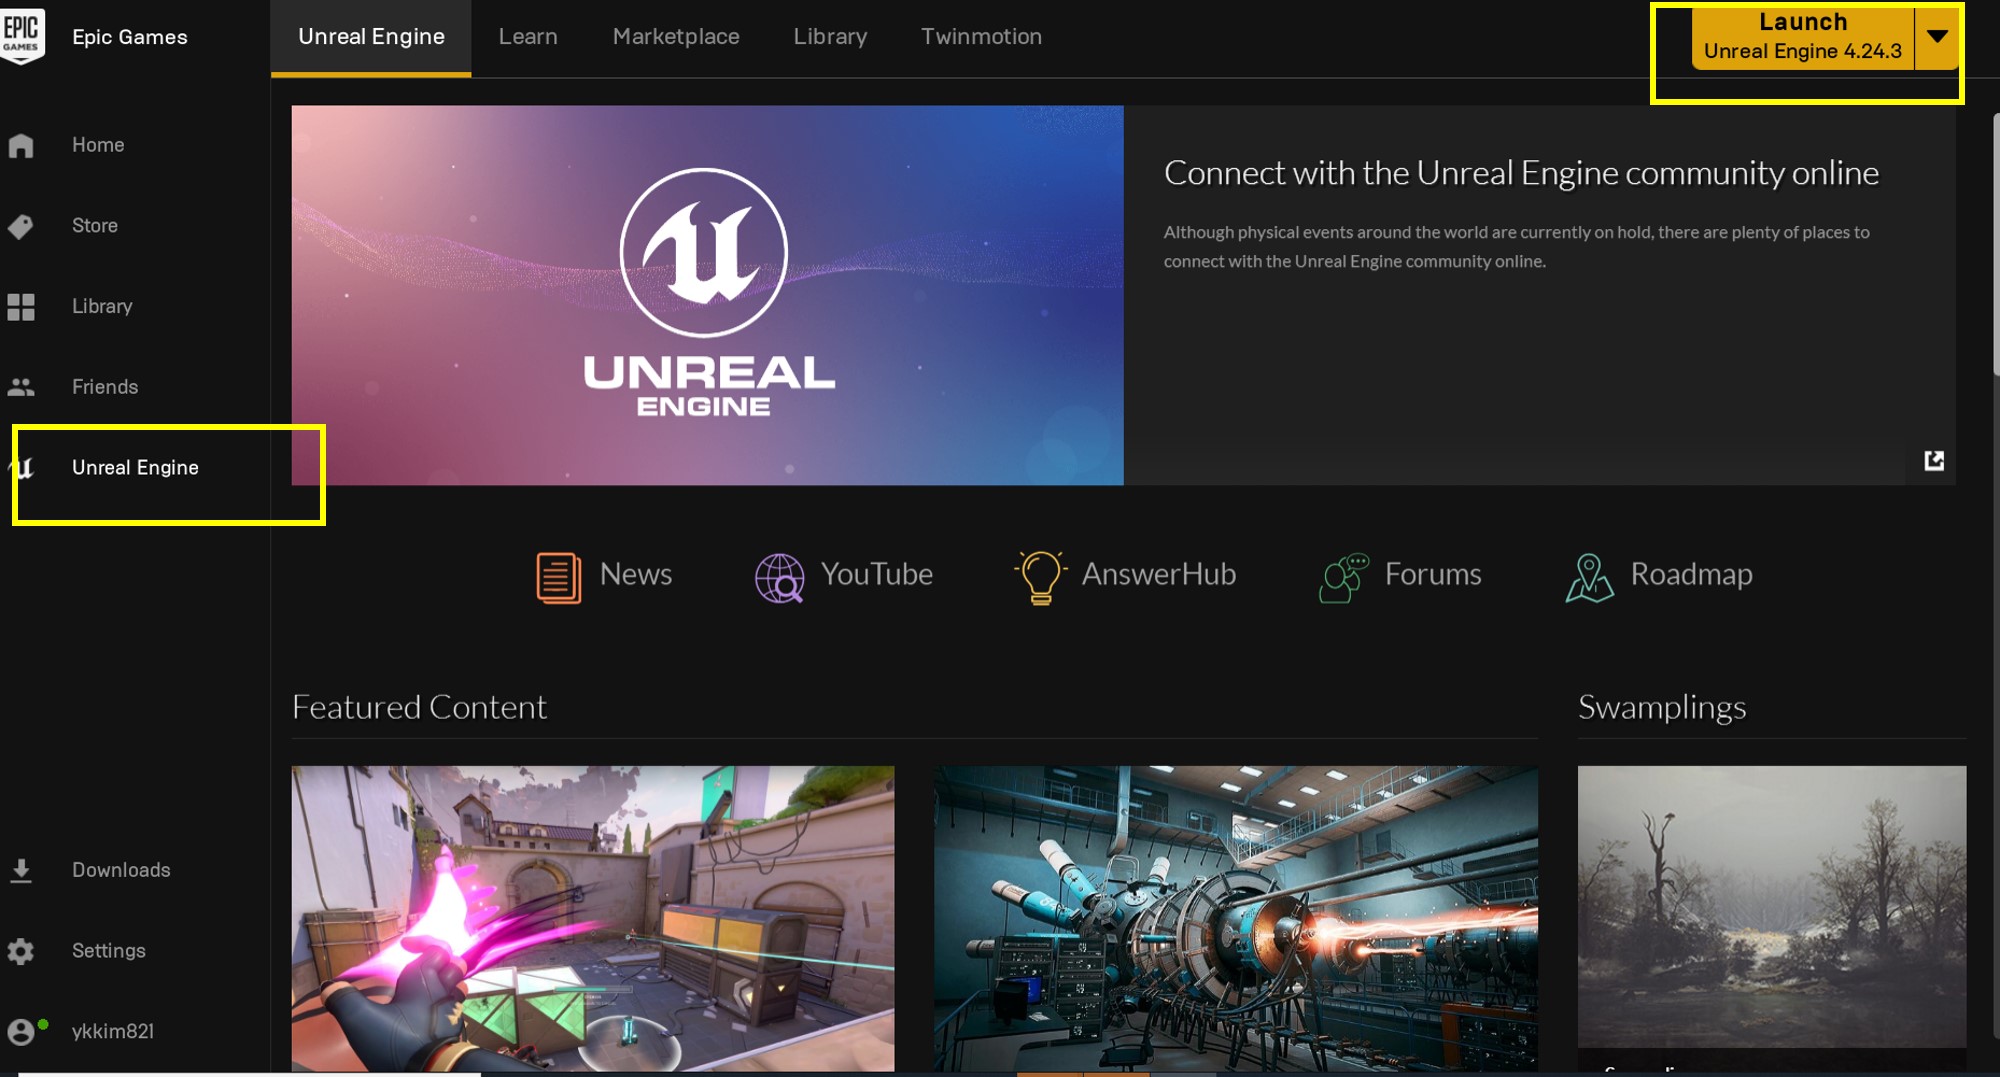 EPIC
GAMES
Epic Games
Unreal Engine
Learn
Marketplace
Library
Twinmotion
Launch
Unreal Engine 4.24.3
Home
Store
Library
Friends
Unreal Engine
UNREAL
ENGINE
Connect with the Unreal Engine community online
Although physical events around the world are currently on hold, there are plenty of places to
connect with the Unreal Engine community online.
News
YouTube
AnswerHub
Forums
Roadmap
Featured Content
Swamplings
Downloads
Settings
ykkim821